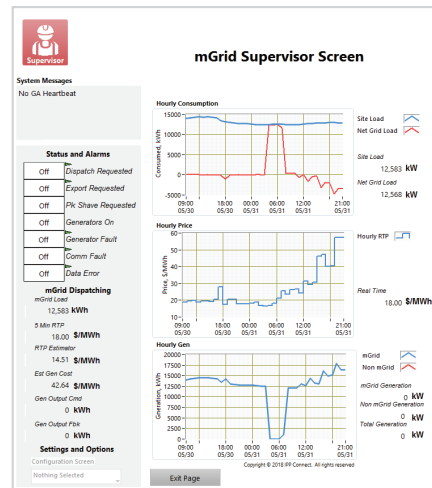 Supervisor
mGrid Supervisor Screen
System Messages
No GA Heartbeat
Status and Alarms
Off Dispatch Requested
Off Export Requested
Off Pk Shave Requested
Off Generators On
Off Generator Fault
Off Comm Fault
Off Data Error
mGrid Dispatching
mGrid Load
12,583 kWh
5 Min RTP
18.00 $/MWh
RTP Estimator
14.51 $/MWh
Est Gen Cost
42.64 $/MWh
Gen Output Cmd
0 kWh
Gen Output Fbk
0 kWh
Settings and Options
Configuration Screen
Nothing Selected
Hourly Consumption
Consumed, kWh
15000
10000
5000
0
-5000
09:00 18:00 00:00 06:00 12:00 21:00
05/30 05/30 05/31 05/31 05/31 05/31
Site Load
Net Grid Load
Site Load
12,583 kW
Net Grid Load
12,568 kW
Hourly Price
Price, $/MWh
60
50
40
30
20
10
09:00 18:00 00:00 06:00 12:00 21:00
05/30 05/30 05/31 05/31 05/31 05/31
Hourly RTP
Real Time
18.00 $/MWh
Hourly Gen
Generation, kWh
20000
17500
15000
12500
10000
7500
5000
2500
0
09:00 18:00 00:00 06:00 12:00 21:00
05/30 05/30 05/31 05/31 05/31 05/31
mGrid
Non mGrid
mGrid Generation
0 kW
Non mGrid Generation
0 kW
Total Generation
0 kW
Copyright © 2018 IPP Connect. All rights reserved
Exit Page